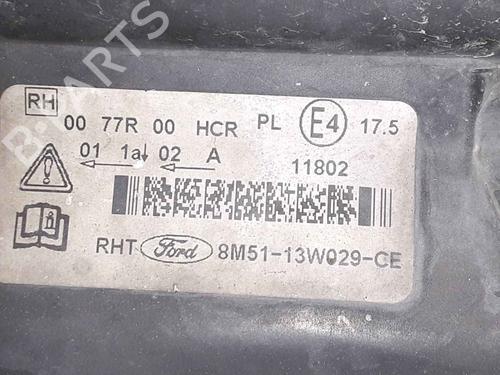 B-PARTS
RH
00 77R 00 HCR PL E4 17.5
01 1a 02 A 11802
RHT Ford 8M51-13W029-CE